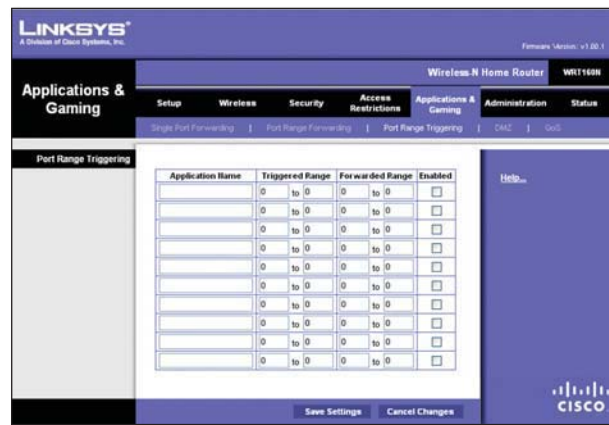 LINKSYS®
A Division of Cisco Systems, Inc.
Firmware Version: v1.00.1
Wireless-N Home Router WRT160N
Applications & Gaming
Setup Wireless Security Access Restrictions Applications & Gaming Administration Status
Single Port Forwarding | Port Range Forwarding | Port Range Triggering | DMZ | QoS
Port Range Triggering
Application Name Triggered Range Forwarded Range Enabled
0 to 0 0 to 0
0 to 0 0 to 0
0 to 0 0 to 0
0 to 0 0 to 0
0 to 0 0 to 0
0 to 0 0 to 0
0 to 0 0 to 0
0 to 0 0 to 0
0 to 0 0 to 0
0 to 0 0 to 0
Help...
Save Settings Cancel Changes
CISCO.